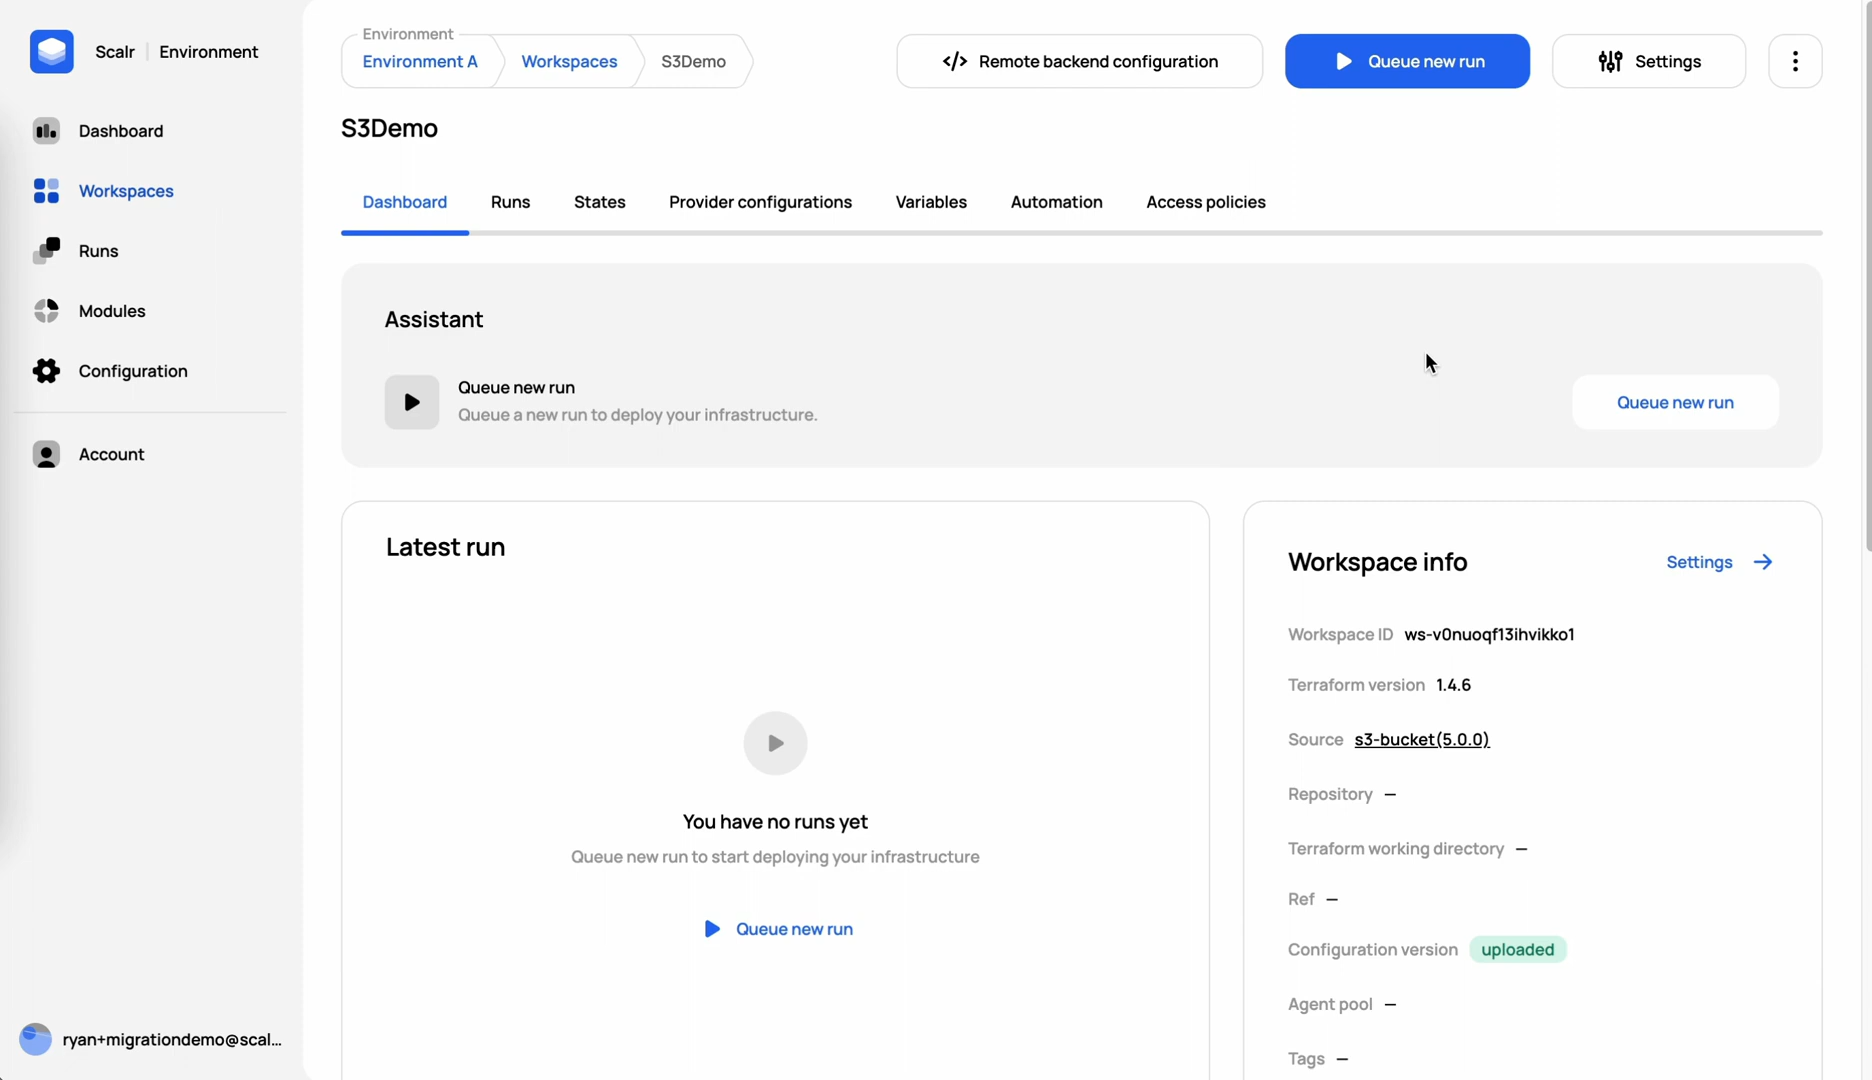 Scalr | Environment
Dashboard
Workspaces
Runs
Modules
Configuration
Account
ryan+migrationdemo@scal...
Environment
Environment A
Workspaces
S3Demo
</> Remote backend configuration
Queue new run
Settings
S3Demo
Dashboard
Runs
States
Provider configurations
Variables
Automation
Access policies
Assistant
Queue new run
Queue a new run to deploy your infrastructure.
Queue new run
Latest run
You have no runs yet
Queue new run to start deploying your infrastructure
Queue new run
Workspace info
Settings →
Workspace ID ws-v0nuoqf13ihvikko1
Terraform version 1.4.6
Source s3-bucket(5.0.0)
Repository —
Terraform working directory —
Ref —
Configuration version uploaded
Agent pool —
Tags —